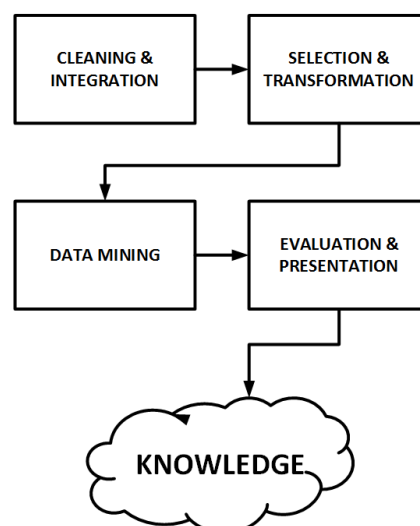 CLEANING &
INTEGRATION
SELECTION &
TRANSFORMATION
DATA MINING
EVALUATION &
PRESENTATION
KNOWLEDGE